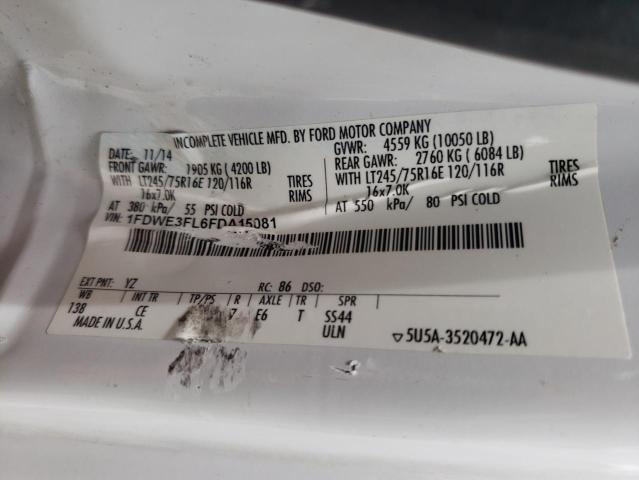 INCOMPLETE VEHICLE MFD. BY FORD MOTOR COMPANY
DATE: 11/14 GVWR: 4559 KG (10050 LB)
FRONT GAWR: 1905 KG (4200 LB) REAR GAWR: 2760 KG (6084 LB)
WITH LT245/75R16E 120/116R TIRES WITH LT245/75R16E 120/116R TIRES
16x7.0K RIMS 16x7.0K RIMS
AT 380 kPa/ 55 PSI COLD AT 550 kPa/ 80 PSI COLD
VIN: 1FDWE3FL6FDA15081
EXT PNT: YZ RC: 86 DSO:
WB INT TR TP/PS R AXLE TR SPR
138 CE 7 E6 T SS44
MADE IN U.S.A. ULN ▽5U5A-3520472-AA